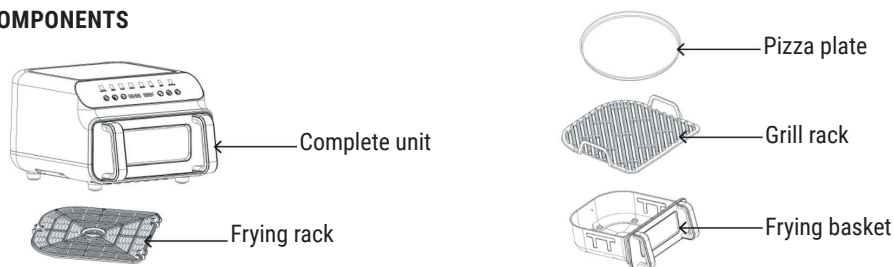 OMPONENTS
Pizza plate
Complete unit
Grill rack
Frying rack
Frying basket